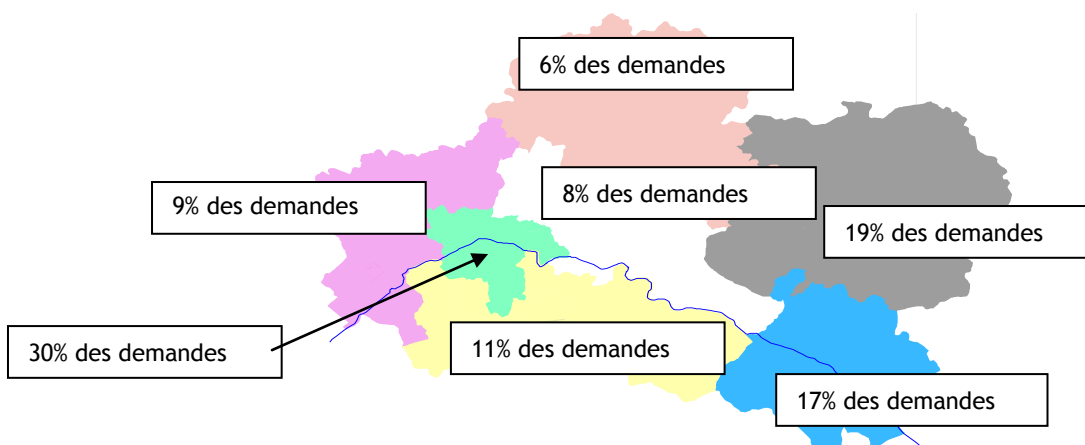 6% des demandes
8% des demandes
9% des demandes
19% des demandes
30% des demandes
11% des demandes
17% des demandes